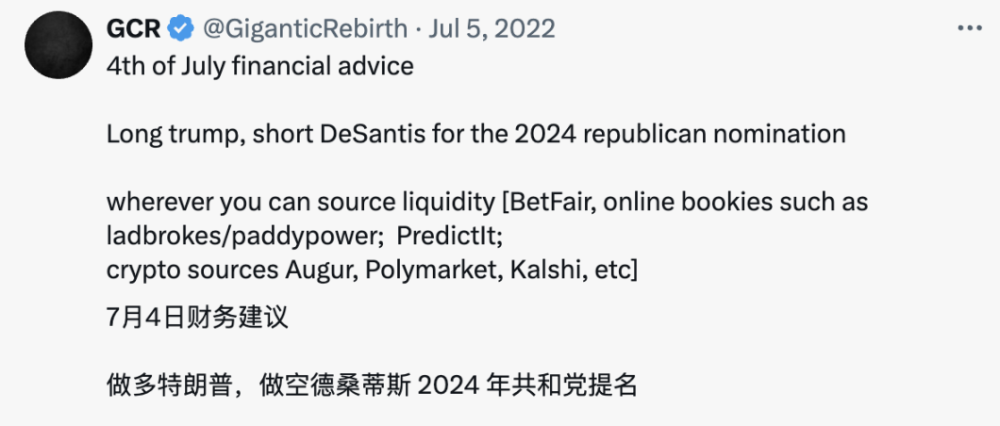 GCR @GiganticRebirth · Jul 5, 2022
4th of July financial advice
Long trump, short DeSantis for the 2024 republican nomination
wherever you can source liquidity [BetFair, online bookies such as
ladbrokes/paddypower;  PredictIt;
crypto sources Augur, Polymarket, Kalshi, etc]
7月4日财务建议
做多特朗普，做空德桑蒂斯 2024 年共和党提名